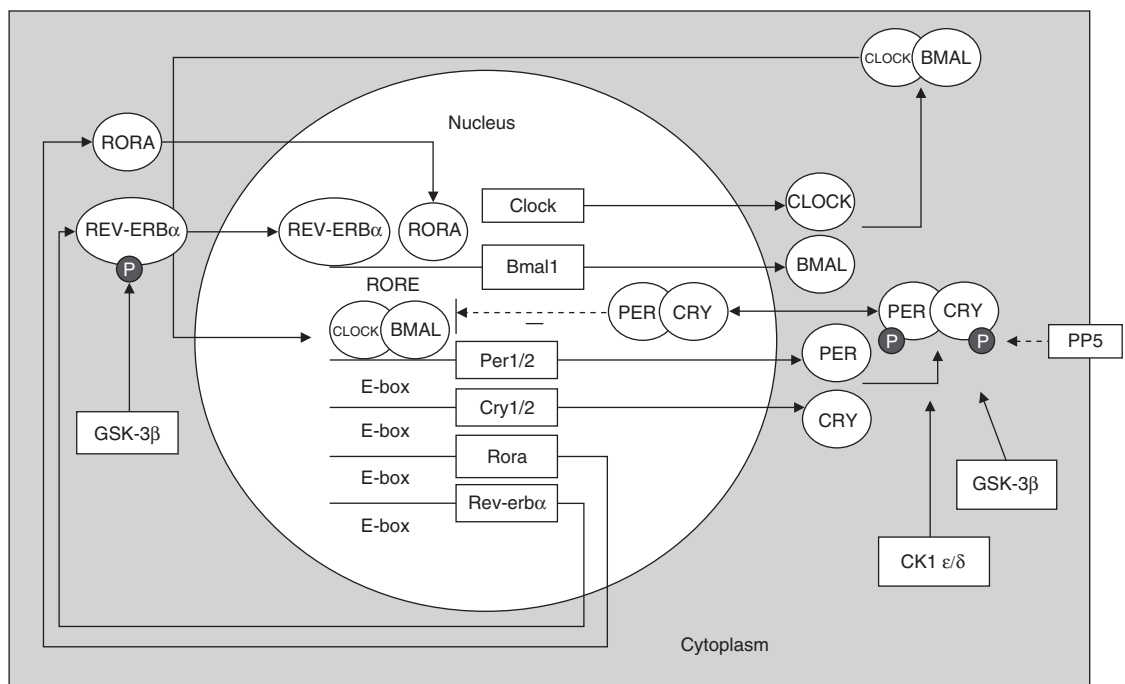 CLOCK BMAL
Nucleus
RORA
Clock
CLOCK
REV-ERBα
REV-ERBα
RORA
BMAL
P
Bmal1
RORE
CLOCK BMAL
PER CRY
PER CRY
P
P
PP5
Per1/2
PER
E-box
Cry1/2
CRY
GSK-3β
E-box
Rora
E-box
GSK-3β
Rev-erbα
E-box
CK1 ε/δ
Cytoplasm